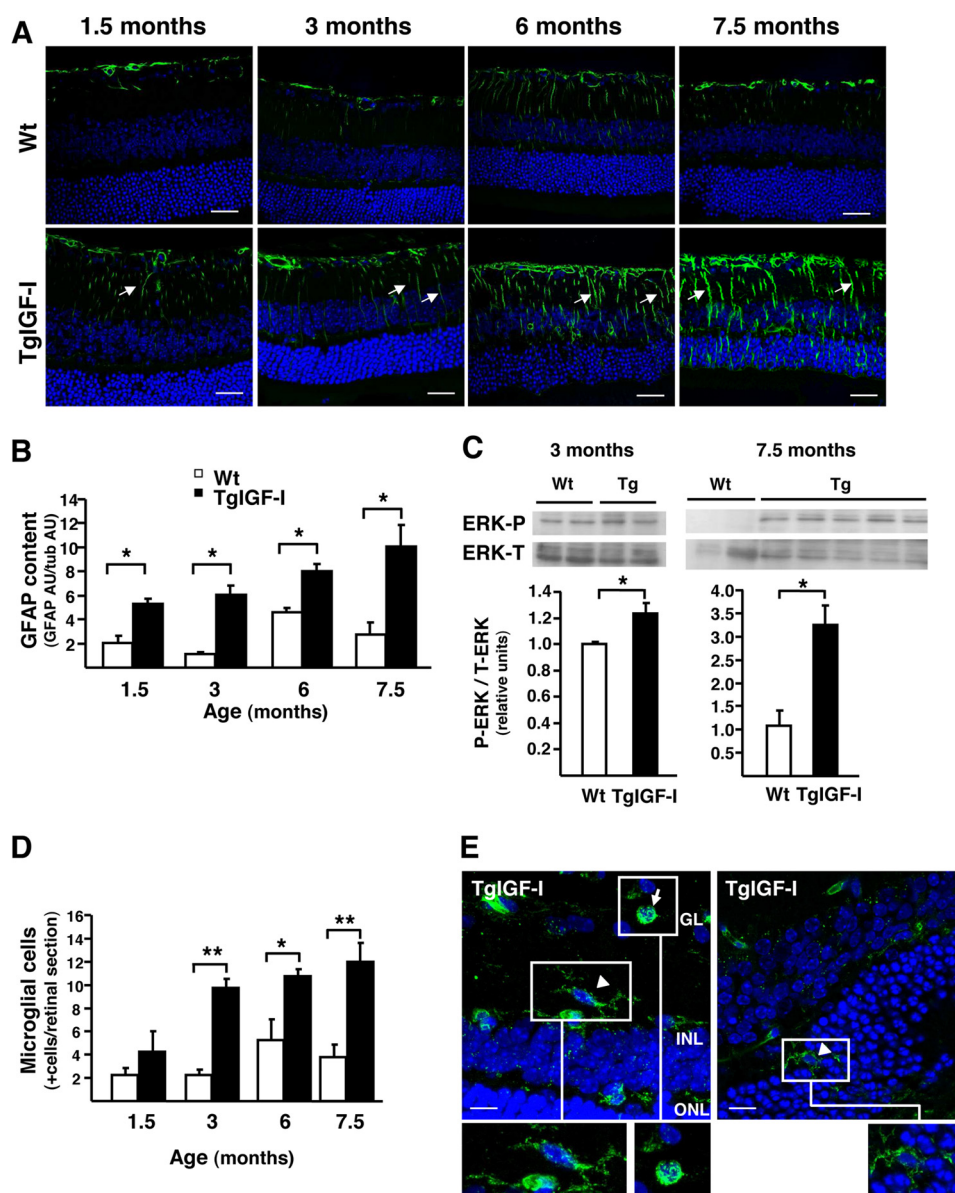 A
1.5 months 3 months 6 months 7.5 months
Wt
TgIGF-I
B
Wt
TgIGF-I
GFAP content
(GFAP AU/tub AU)
14
12
10
8
6
4
2
* * * *
1.5 3 6 7.5
Age (months)
C
3 months 7.5 months
Wt Tg Wt Tg
ERK-P
ERK-T
P-ERK / T-ERK
(relative units)
1.4
1.2
1.0
0.8
0.6
0.4
0.2
*
Wt TgIGF-I
4.0
3.5
3.0
2.5
2.0
1.5
1.0
0.5
*
Wt TgIGF-I
D
Microglial cells
(+cells/retinal section)
16
14
12
10
8
6
4
2
** * **
1.5 3 6 7.5
Age (months)
E
TgIGF-I
GL
INL
ONL
TgIGF-I